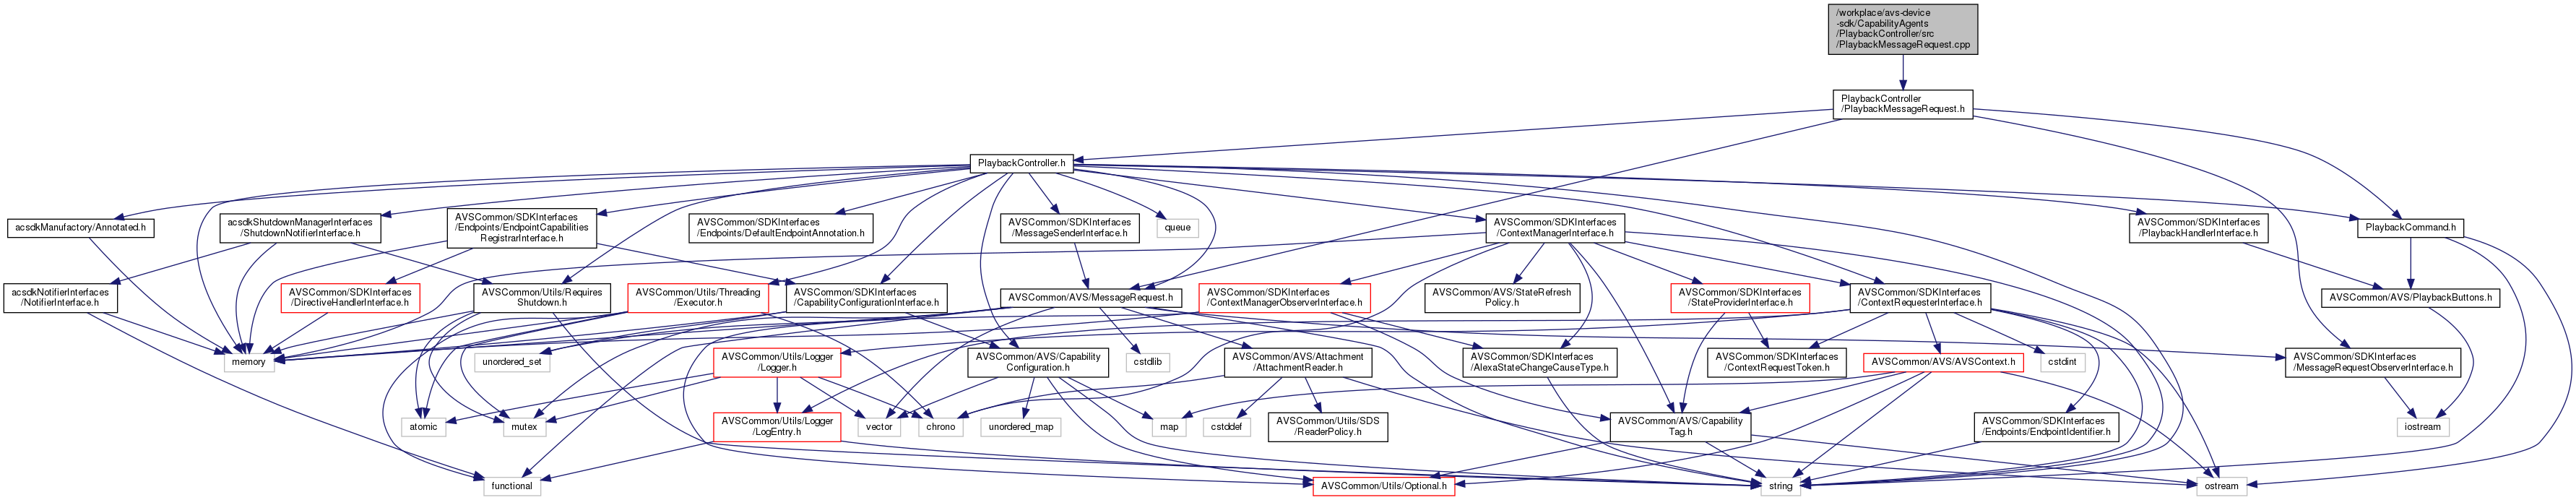 /workplace/avs-device
-sdk/CapabilityAgents
/PlaybackController/src
/PlaybackMessageRequest.cpp
PlaybackController
/PlaybackMessageRequest.h
PlaybackController.h
acsdkManufactory/Annotated.h
acsdkShutdownManagerInterfaces
/ShutdownNotifierInterface.h
AVSCommon/SDKInterfaces
/Endpoints/EndpointCapabilities
RegistrarInterface.h
AVSCommon/SDKInterfaces
/Endpoints/DefaultEndpointAnnotation.h
AVSCommon/SDKInterfaces
/MessageSenderInterface.h
queue
AVSCommon/SDKInterfaces
/ContextManagerInterface.h
AVSCommon/SDKInterfaces
/PlaybackHandlerInterface.h
PlaybackCommand.h
acsdkNotifierInterfaces
/NotifierInterface.h
AVSCommon/SDKInterfaces
/DirectiveHandlerInterface.h
AVSCommon/Utils/Requires
Shutdown.h
AVSCommon/Utils/Threading
/Executor.h
AVSCommon/SDKInterfaces
/CapabilityConfigurationInterface.h
AVSCommon/AVS/MessageRequest.h
AVSCommon/SDKInterfaces
/ContextManagerObserverInterface.h
AVSCommon/AVS/StateRefresh
Policy.h
AVSCommon/SDKInterfaces
/StateProviderInterface.h
AVSCommon/SDKInterfaces
/ContextRequesterInterface.h
AVSCommon/AVS/PlaybackButtons.h
memory
unordered_set
AVSCommon/Utils/Logger
/Logger.h
AVSCommon/AVS/Capability
Configuration.h
cstdlib
AVSCommon/AVS/Attachment
/AttachmentReader.h
AVSCommon/SDKInterfaces
/AlexaStateChangeCauseType.h
AVSCommon/SDKInterfaces
/ContextRequestToken.h
AVSCommon/AVS/AVSContext.h
cstdint
AVSCommon/SDKInterfaces
/MessageRequestObserverInterface.h
atomic
mutex
AVSCommon/Utils/Logger
/LogEntry.h
vector
chrono
unordered_map
map
cstddef
AVSCommon/Utils/SDS
/ReaderPolicy.h
AVSCommon/AVS/Capability
Tag.h
AVSCommon/SDKInterfaces
/Endpoints/EndpointIdentifier.h
iostream
functional
AVSCommon/Utils/Optional.h
string
ostream